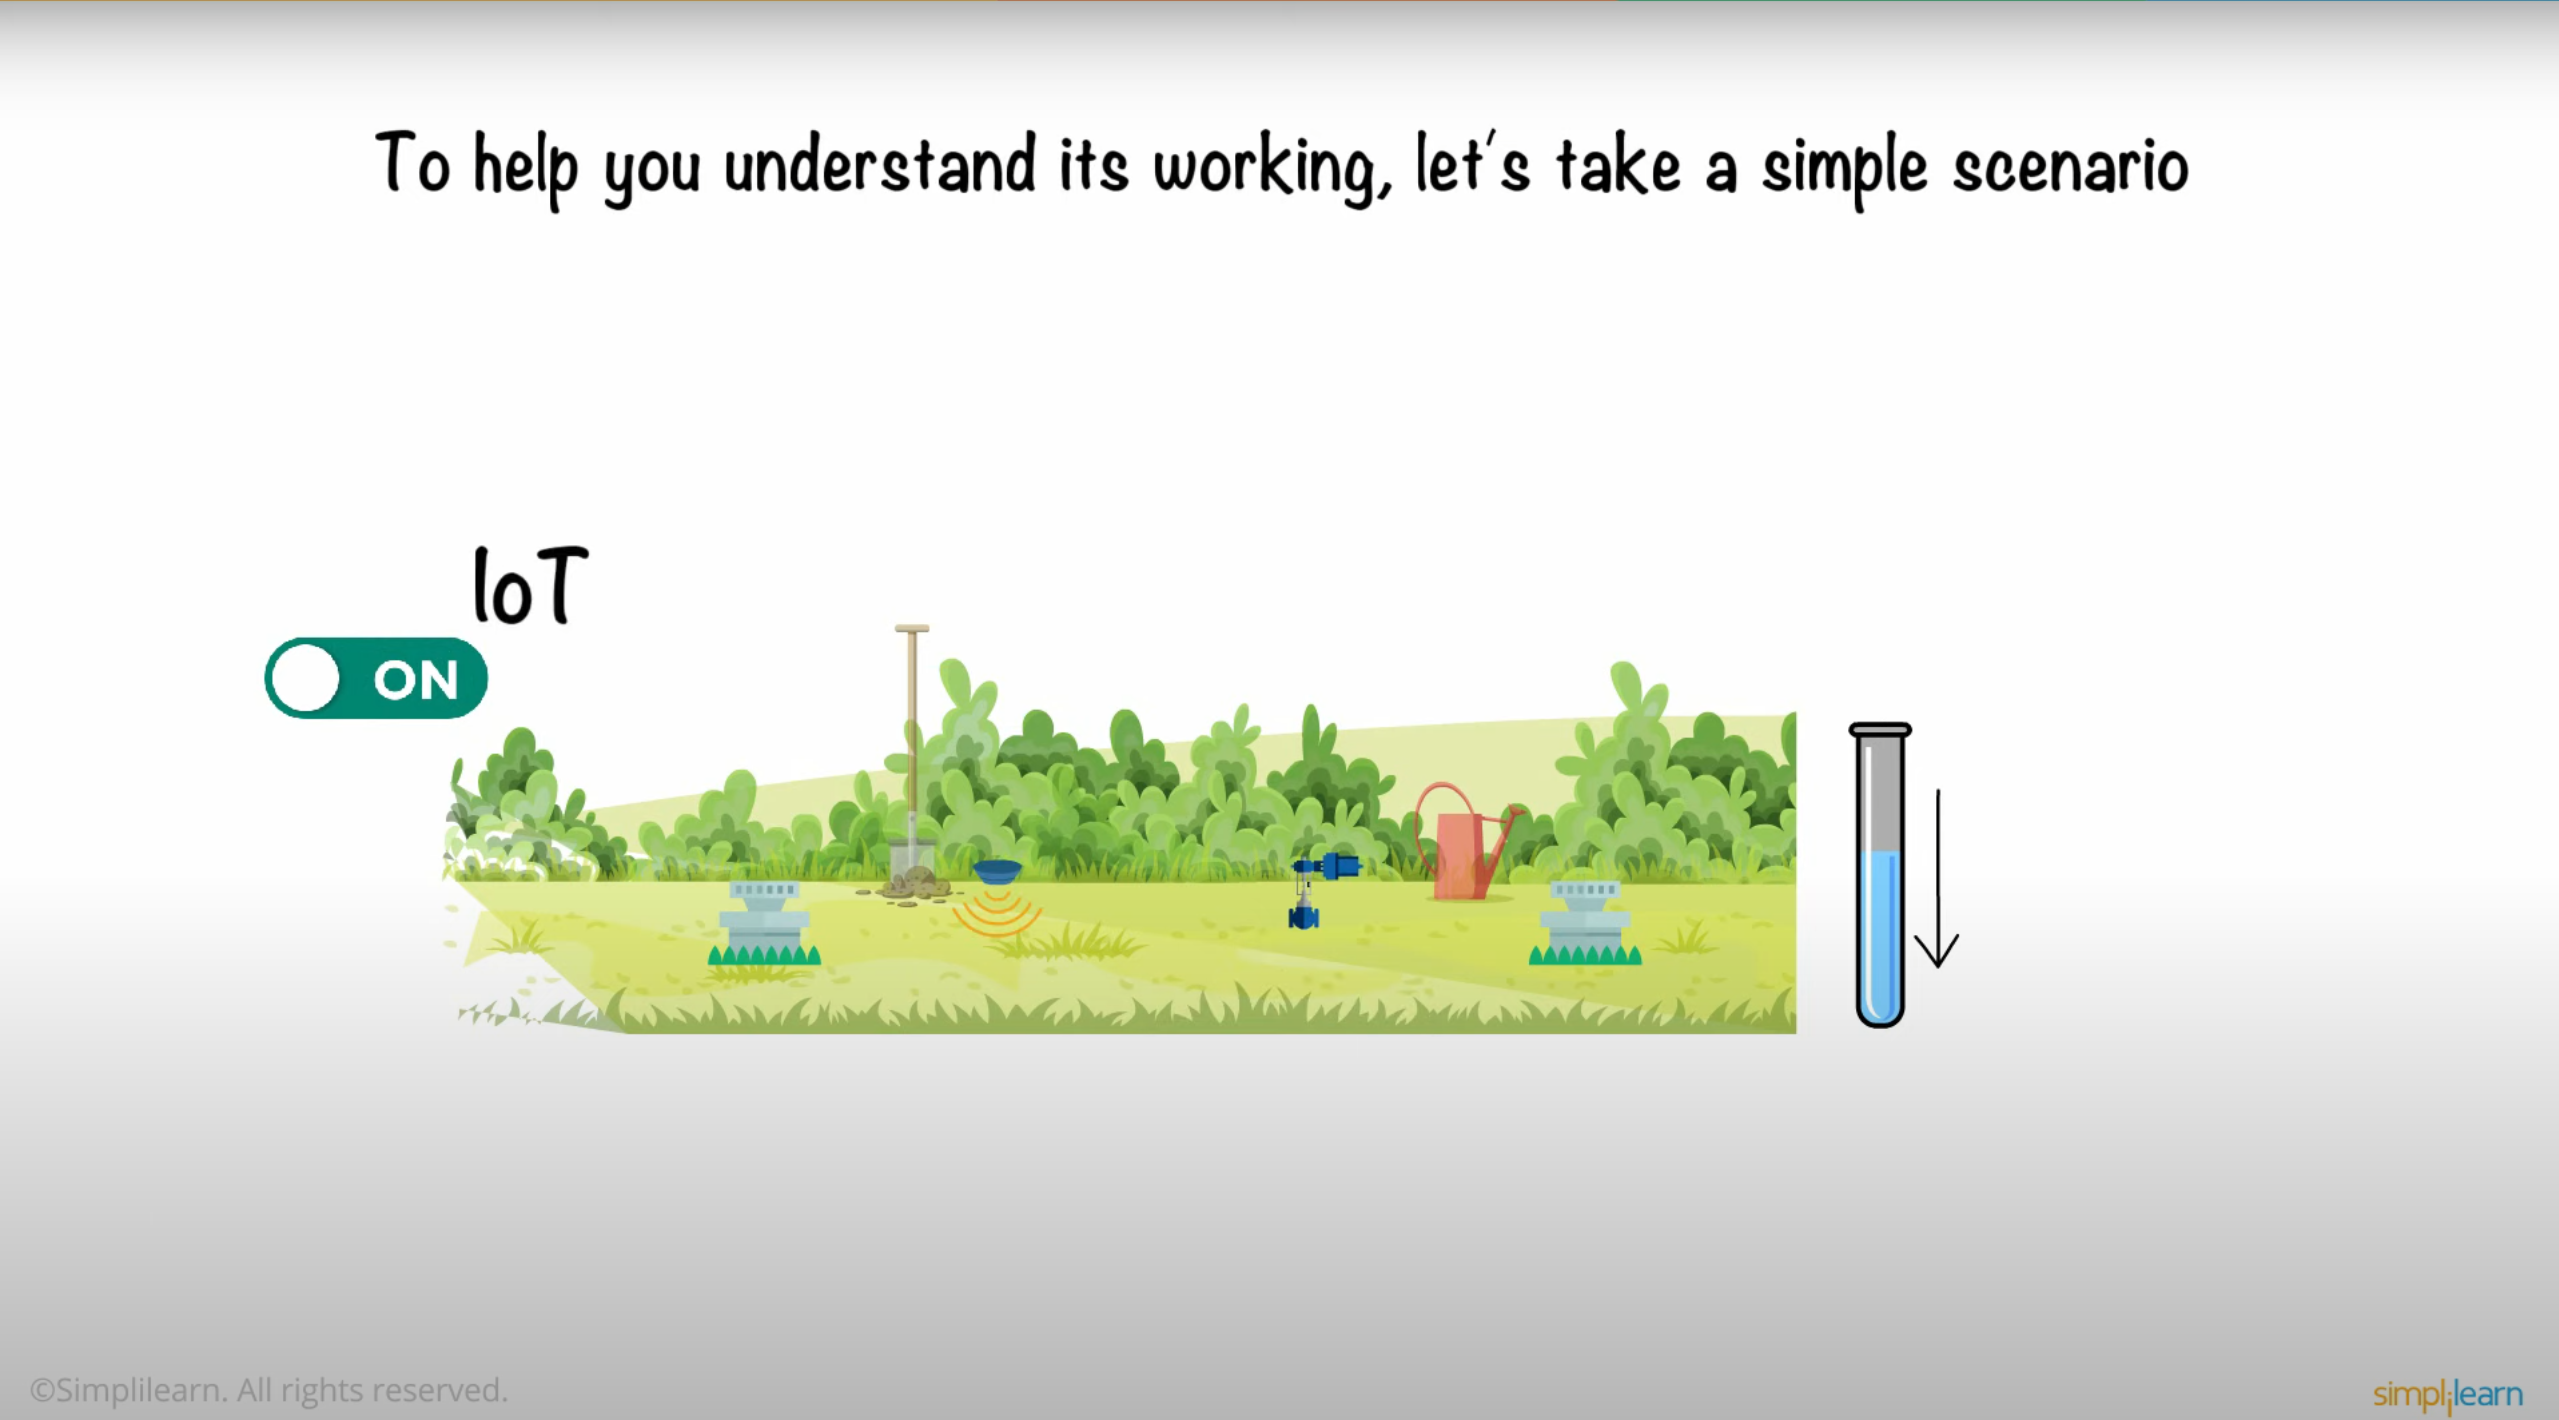 To help you understand its working, let's take a simple scenario
IoT
ON
©Simplilearn. All rights reserved.
simplilearn